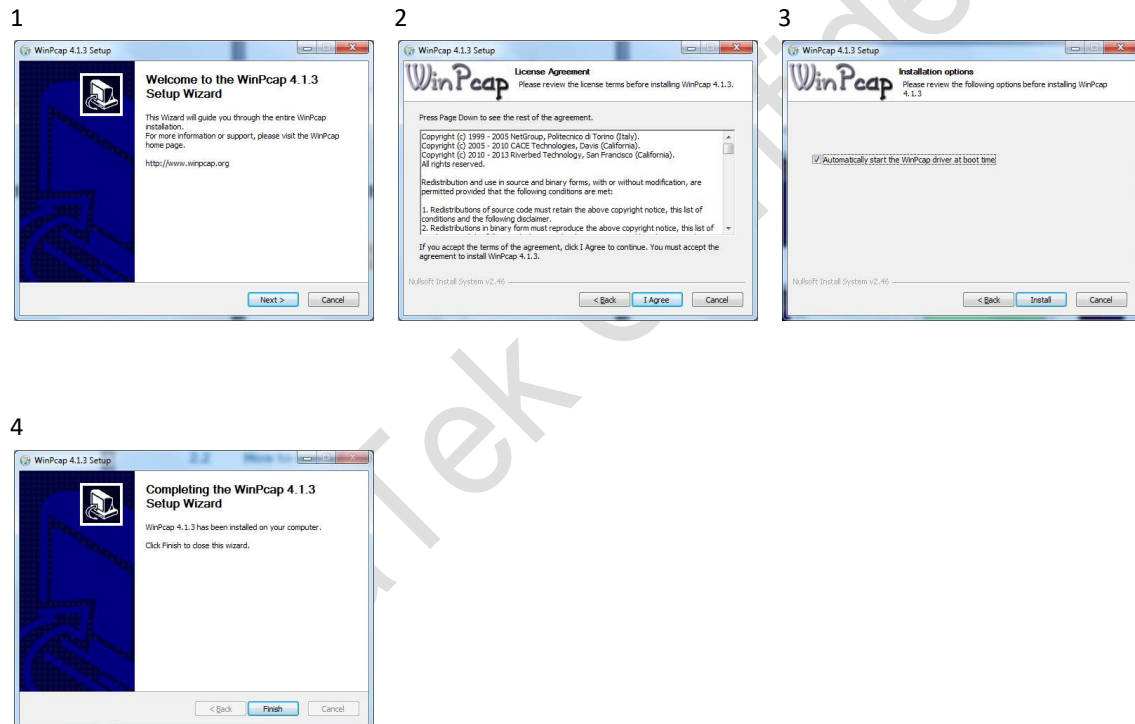 1
WinPcap 4.1.3 Setup
Welcome to the WinPcap 4.1.3
Setup Wizard
This Wizard will guide you through the entire WinPcap
installation.
For more information or support, please visit the WinPcap
home page.
http://www.winpcap.org
Next >
Cancel
2
WinPcap 4.1.3 Setup
WinPcap
License Agreement
Please review the license terms before installing WinPcap 4.1.3.
Press Page Down to see the rest of the agreement.
Copyright (c) 1999 - 2005 NetGroup, Politecnico di Torino (Italy).
Copyright (c) 2005 - 2010 CACE Technologies, Davis (California).
Copyright (c) 2010 - 2013 Riverbed Technology, San Francisco (California).
All rights reserved.
Redistribution and use in source and binary forms, with or without modification, are
permitted provided that the following conditions are met:
1. Redistributions of source code must retain the above copyright notice, this list of
conditions and the following disclaimer.
2. Redistributions in binary form must reproduce the above copyright notice, this list of
If you accept the terms of the agreement, click I Agree to continue. You must accept the
agreement to install WinPcap 4.1.3.
Nullsoft Install System v2.46
< Back
I Agree
Cancel
3
WinPcap 4.1.3 Setup
WinPcap
Installation options
Please review the following options before installing WinPcap
4.1.3
Automatically start the WinPcap driver at boot time
Nullsoft Install System v2.46
< Back
Install
Cancel
4
WinPcap 4.1.3 Setup
2.2 How to
Completing the WinPcap 4.1.3
Setup Wizard
WinPcap 4.1.3 has been installed on your computer.
Click Finish to close this wizard.
< Back
Finish
Cancel